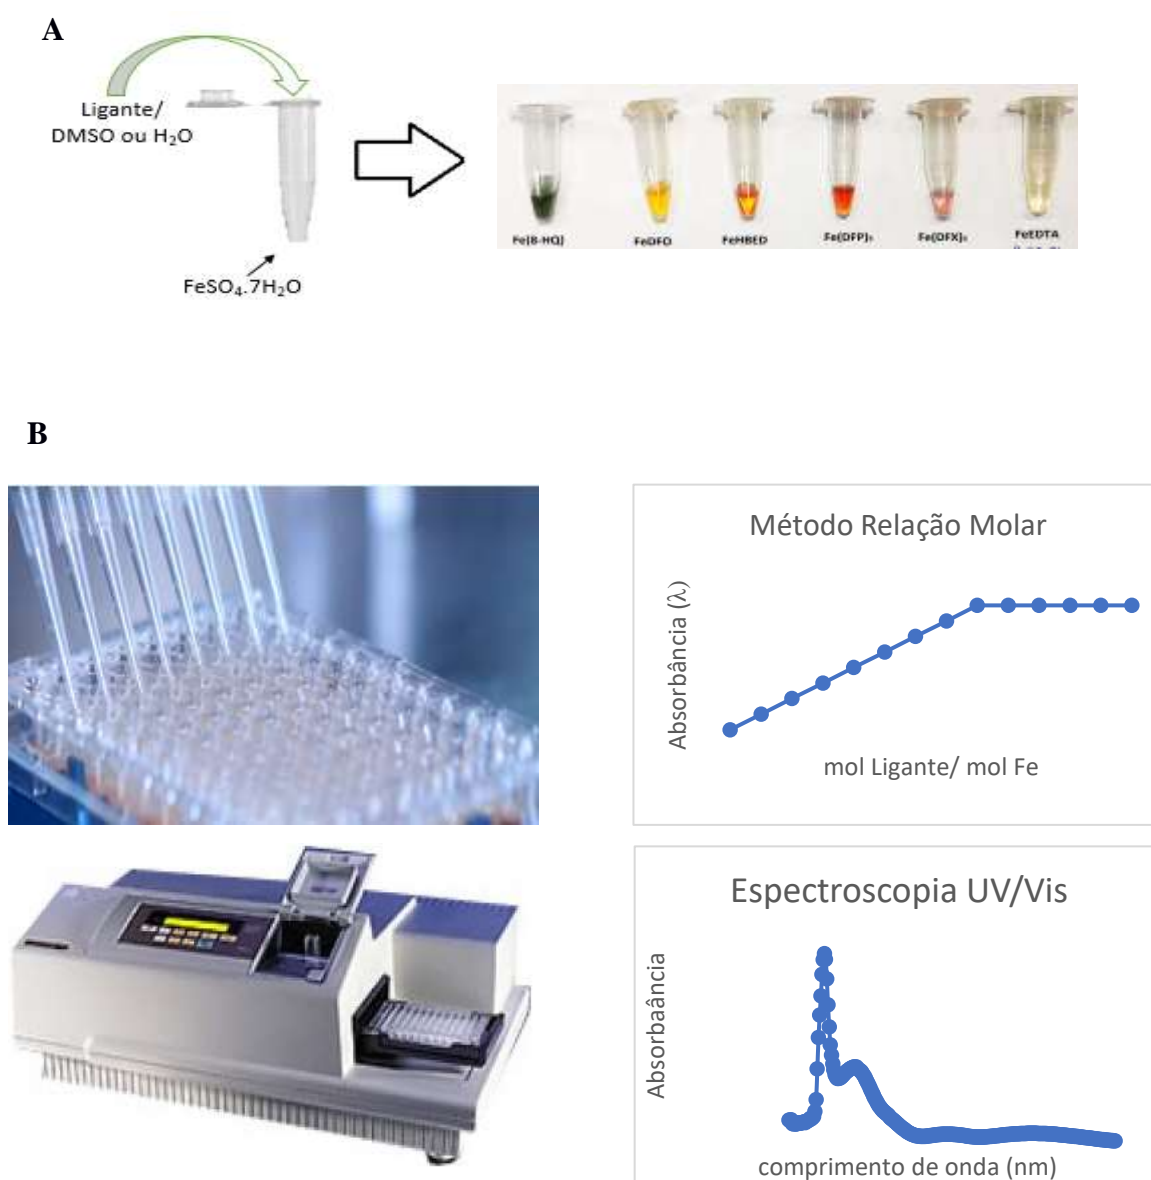 A
Ligante/
DMSO ou H₂O
FeSO₄.7H₂O
Fe(8-HQ)
FeDFO
FeHBED
Fe(DFP)₃
Fe(DFX)₂
FeEDTA
B
Método Relação Molar
Absorbância (λ)
mol Ligante/ mol Fe
Espectroscopia UV/Vis
Absorbaância
comprimento de onda (nm)